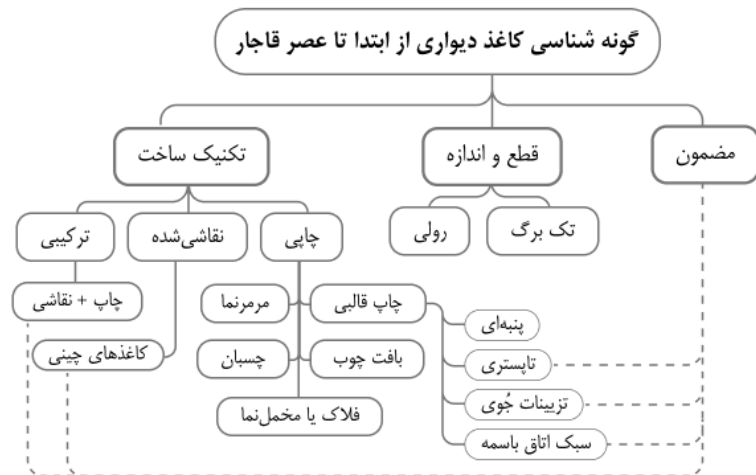 گونه شناسی کاغذ دیواری از ابتدا تا عصر قاجار
مضمون
قطع و اندازه
تکنیک ساخت
تک برگ
رولی
چاپی
نقاشی‌شده
ترکیبی
چاپ قالبی
مرمرنما
چاپ + نقاشی
پنبه‌ای
بافت چوب
چسبان
کاغذهای چینی
تاپستری
تزیینات جُوی
فلاک یا مخمل‌نما
سبک اتاق باسمه